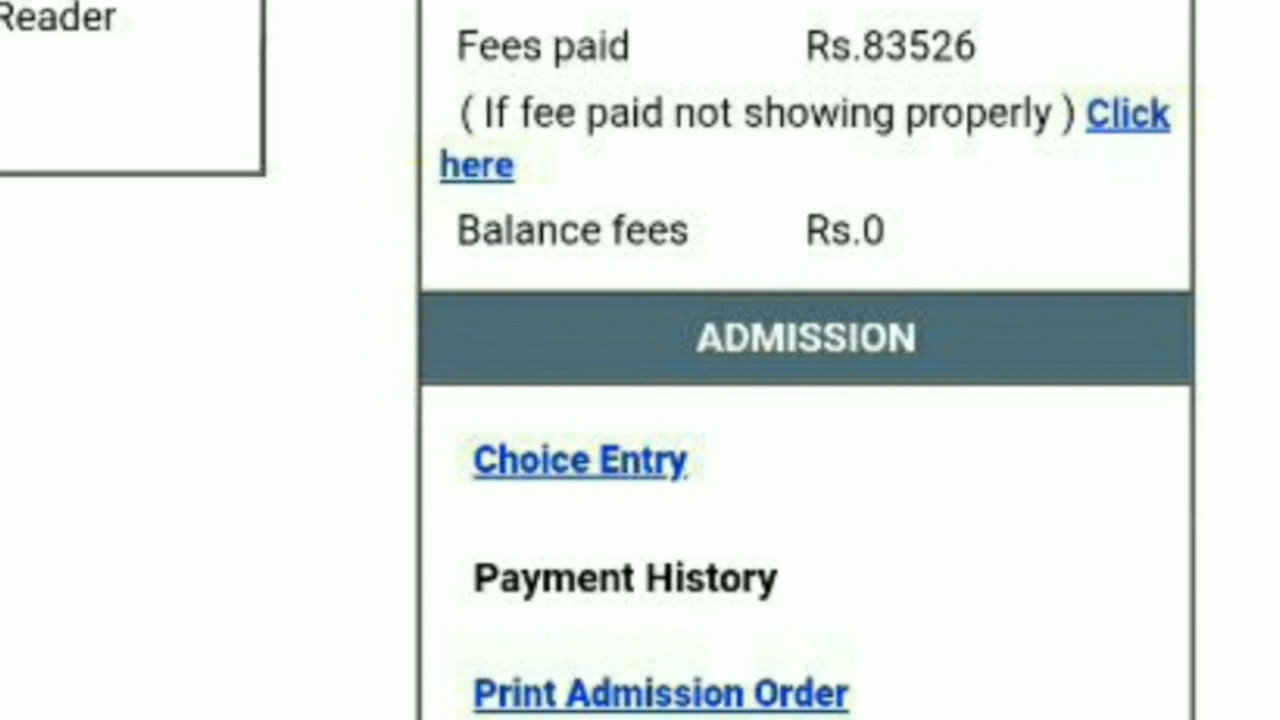 Reader
Fees paid Rs.83526
( If fee paid not showing properly ) Click
here
Balance fees Rs.0
ADMISSION
Choice Entry
Payment History
Print Admission Order